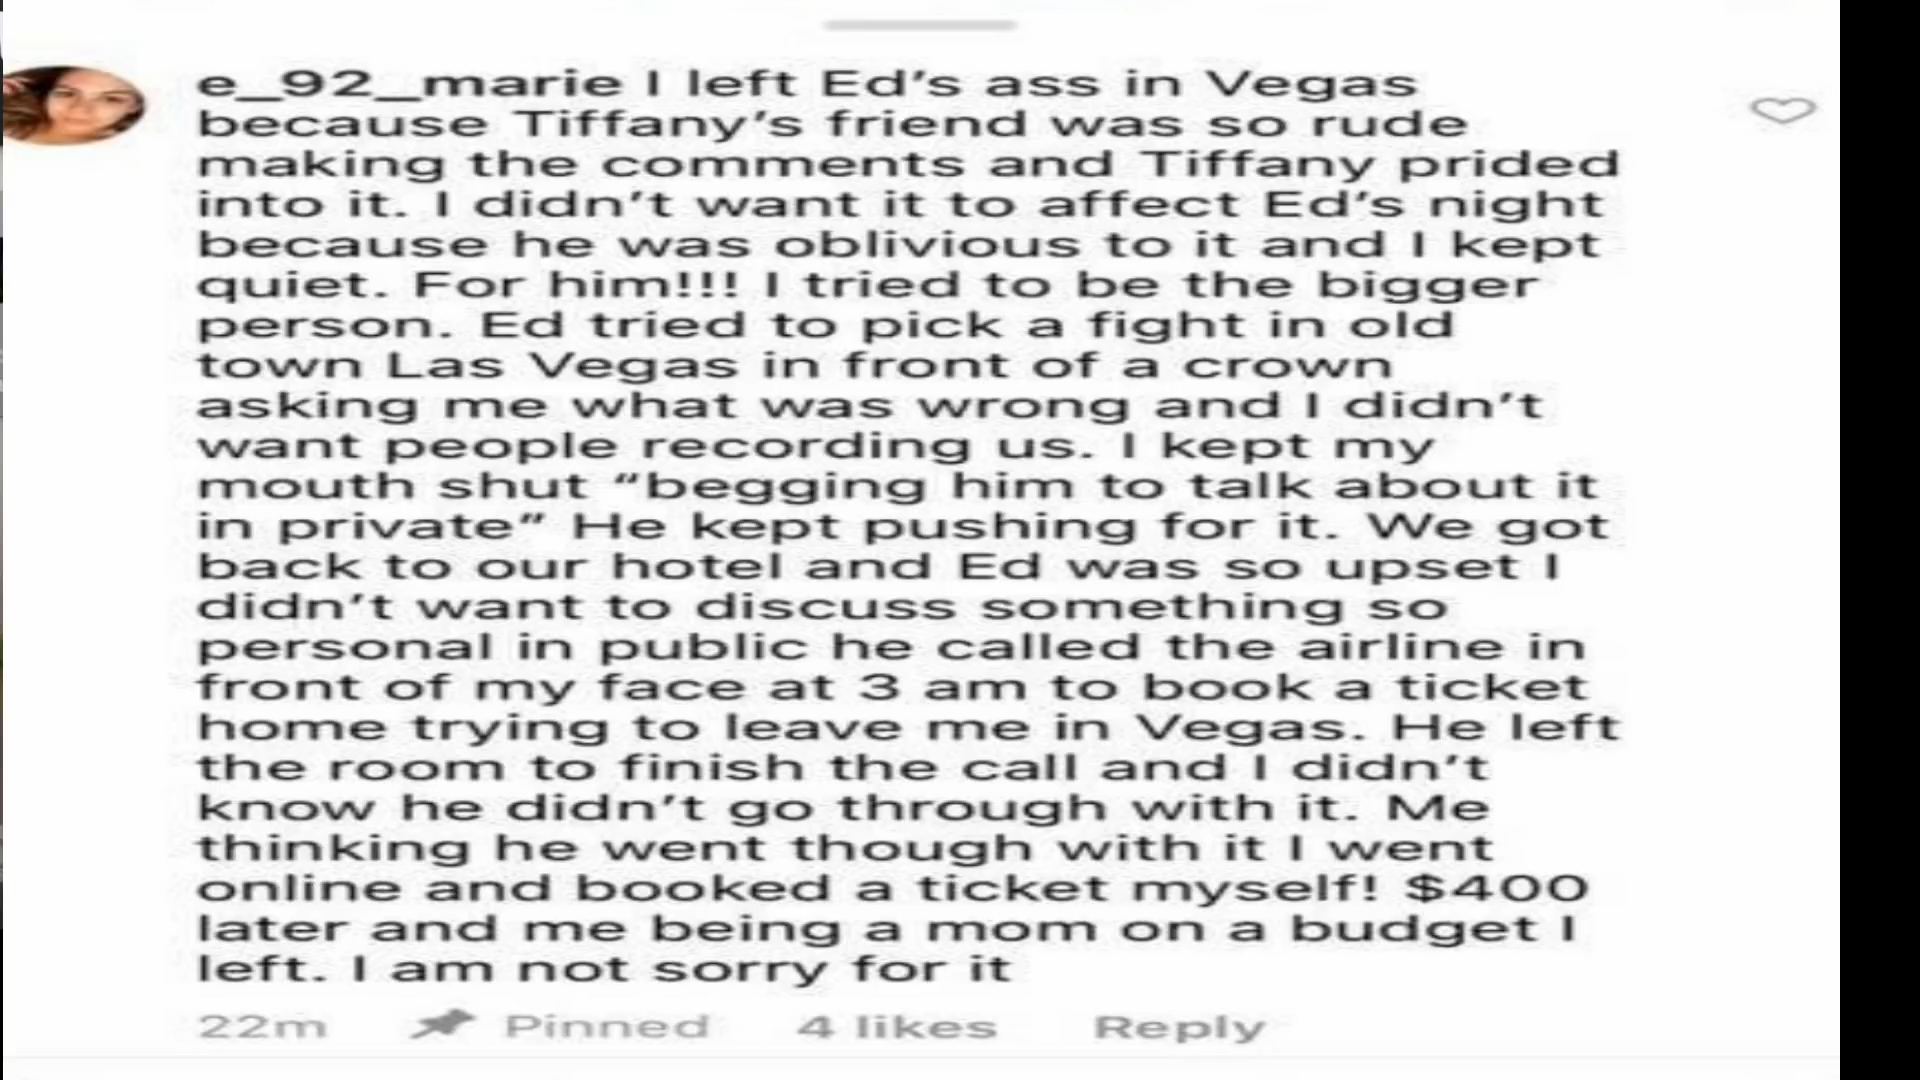 e_92_marie I left Ed's ass in Vegas
because Tiffany's friend was so rude
making the comments and Tiffany prided
into it. I didn't want it to affect Ed's night
because he was oblivious to it and I kept
quiet. For him!!! I tried to be the bigger
person. Ed tried to pick a fight in old
town Las Vegas in front of a crown
asking me what was wrong and I didn't
want people recording us. I kept my
mouth shut “begging him to talk about it
in private” He kept pushing for it. We got
back to our hotel and Ed was so upset I
didn't want to discuss something so
personal in public he called the airline in
front of my face at 3 am to book a ticket
home trying to leave me in Vegas. He left
the room to finish the call and I didn't
know he didn't go through with it. Me
thinking he went though with it I went
online and booked a ticket myself! $400
later and me being a mom on a budget I
left. I am not sorry for it
22m Pinned 4 likes Reply